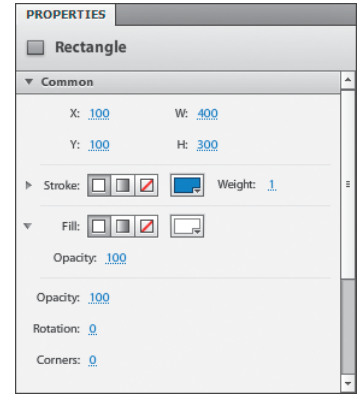 PROPERTIES
Rectangle
Common
X: 100 W: 400
Y: 100 H: 300
Stroke: Weight: 1
Fill:
Opacity: 100
Opacity: 100
Rotation: 0
Corners: 0